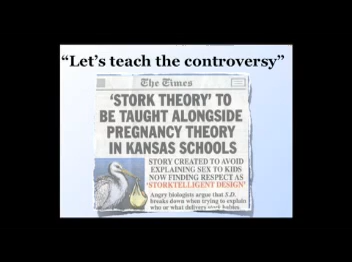 “Let’s teach the controversy”
The Times
‘STORK THEORY’ TO
BE TAUGHT ALONGSIDE
PREGNANCY THEORY
IN KANSAS SCHOOLS
STORY CREATED TO AVOID
EXPLAINING SEX TO KIDS
NOW FINDING RESPECT AS
‘STORKTELLIGENT DESIGN’
Angry biologists argue that S.D.
breaks down when trying to explain
who or what delivers stork babies.